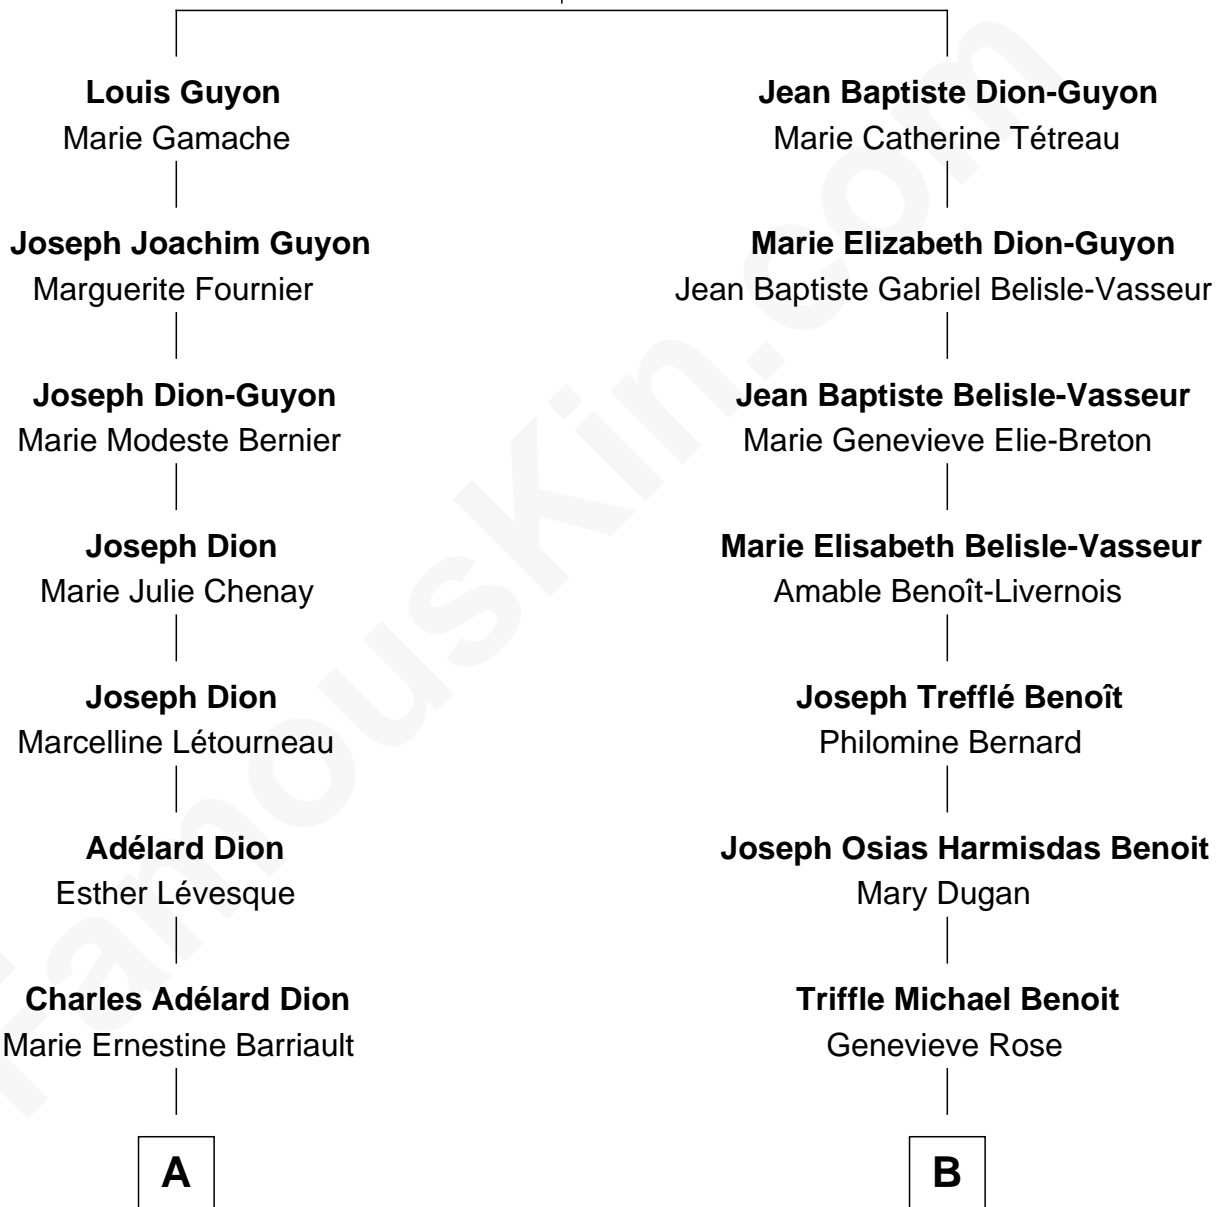 Louis Guyon
Marie Gamache
Joseph Joachim Guyon
Marguerite Fournier
Joseph Dion-Guyon
Marie Modeste Bernier
Joseph Dion
Marie Julie Chenay
Joseph Dion
Marcelline Létourneau
Adélard Dion
Esther Lévesque
Charles Adélard Dion
Marie Ernestine Barriault
A
Jean Baptiste Dion-Guyon
Marie Catherine Tétreau
Marie Elizabeth Dion-Guyon
Jean Baptiste Gabriel Belisle-Vasseur
Jean Baptiste Belisle-Vasseur
Marie Genevieve Elie-Breton
Marie Elisabeth Belisle-Vasseur
Amable Benoît-Livernois
Joseph Trefflé Benoît
Philomine Bernard
Joseph Osias Harmisdas Benoit
Mary Dugan
Triffle Michael Benoit
Genevieve Rose
B
FamousKin.com